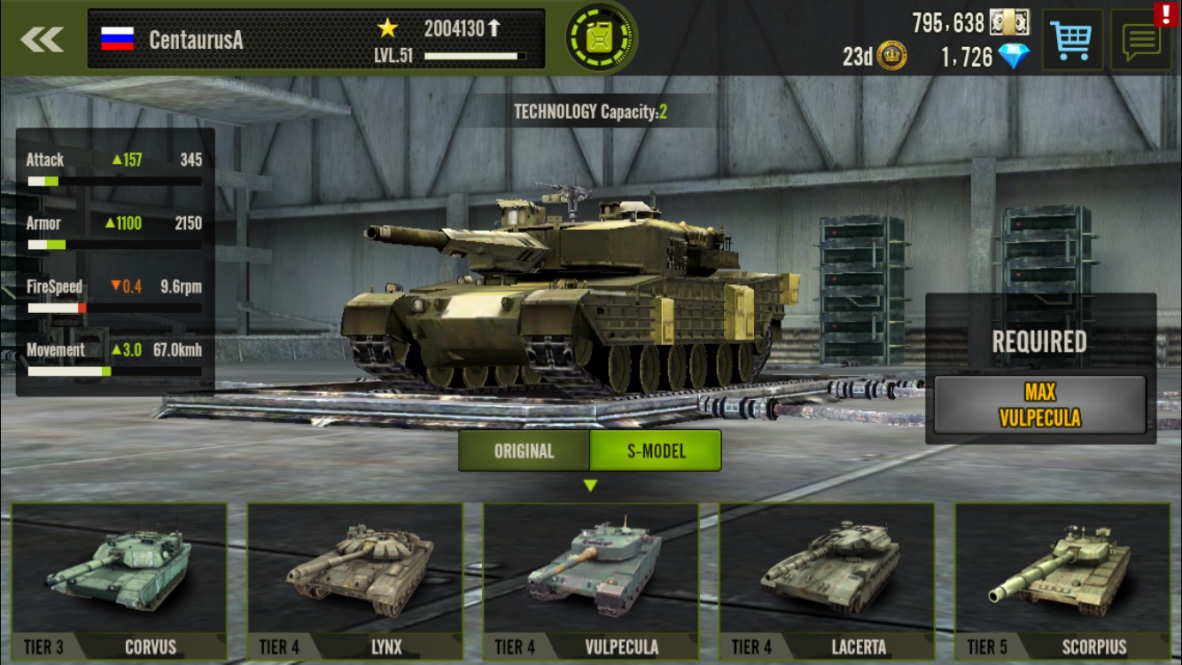 CentaurusA
2004130
LVL.51
795,638
23d
1,726
!
TECHNOLOGY Capacity:2
Attack ▲157 345
Armor ▲1100 2150
FireSpeed ▼0.4 9.6rpm
Movement ▲3.0 67.0kmh
REQUIRED
MAX
VULPECULA
ORIGINAL
S-MODEL
TIER 3 CORVUS
TIER 4 LYNX
TIER 4 VULPECULA
TIER 4 LACERTA
TIER 5 SCORPIUS